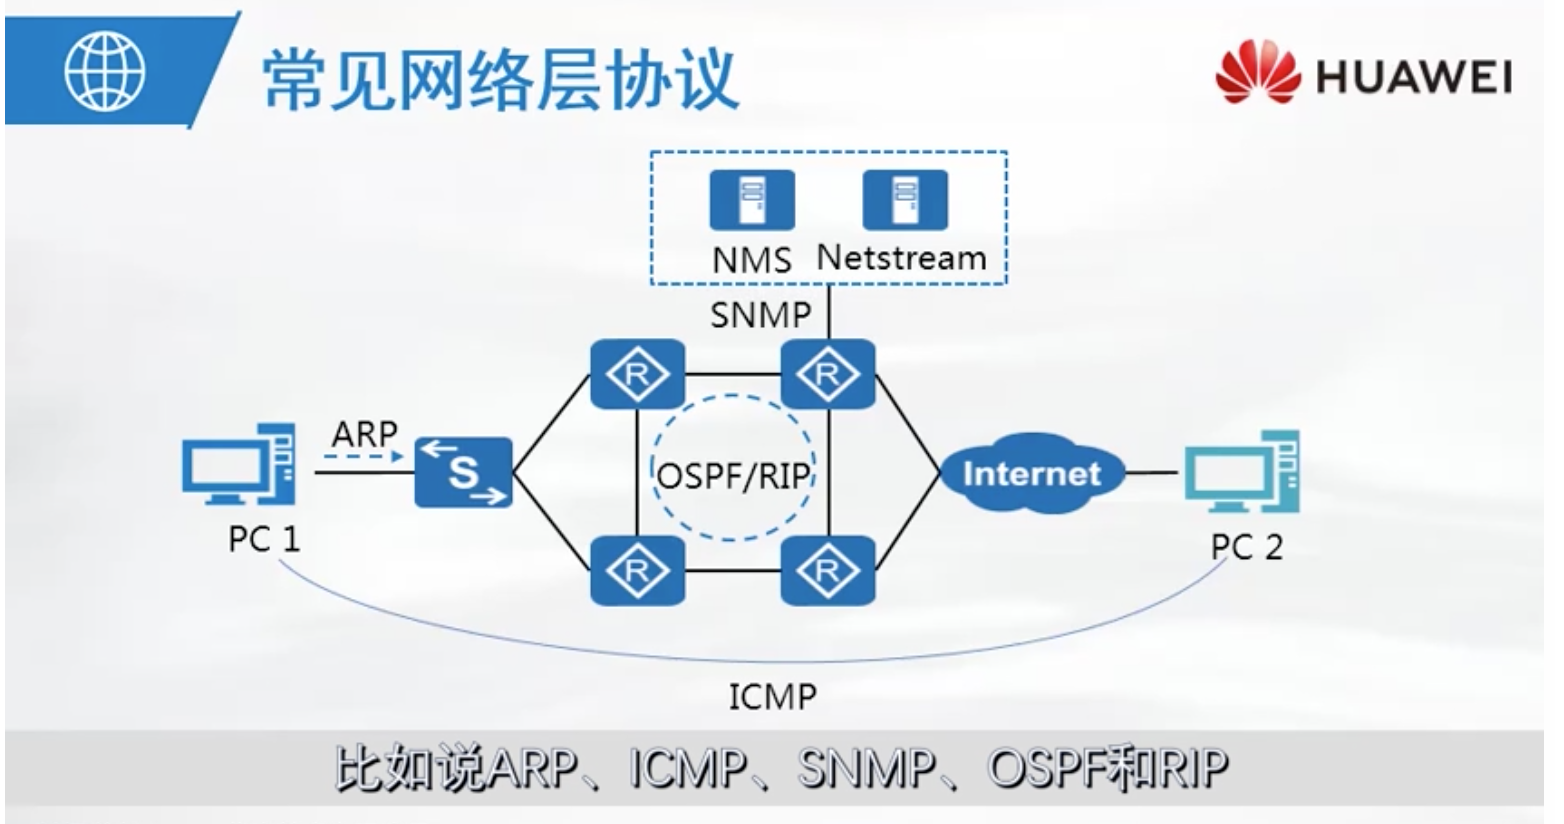 常见网络层协议
HUAWEI
NMS
Netstream
SNMP
R
R
ARP
S
OSPF/RIP
Internet
PC 1
PC 2
R
R
ICMP
比如说ARP、ICMP、SNMP、OSPF和RIP